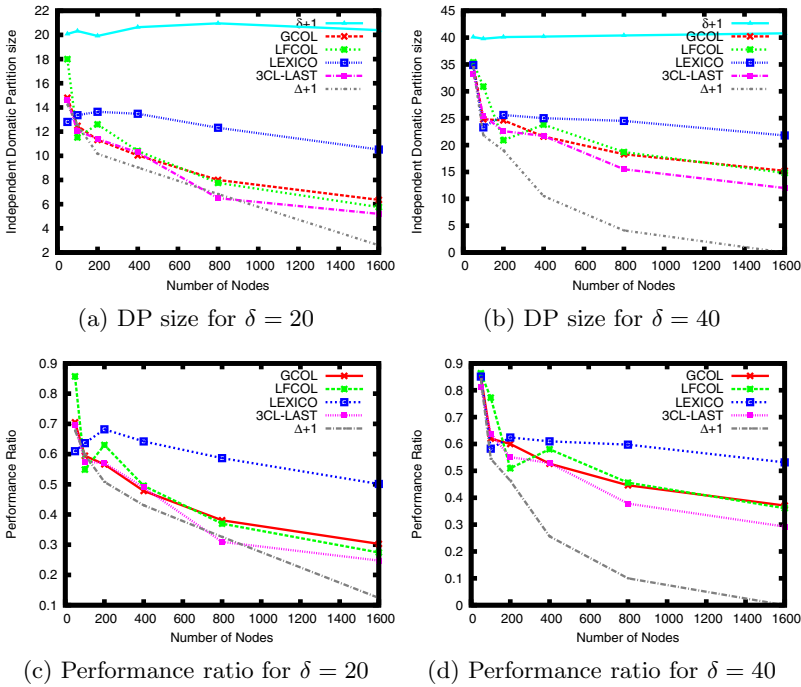 22
20
18
16
14
12
10
8
6
4
2
Independent Domatic Partition size
δ+1
GCOL
LFCOL
LEXICO
3CL-LAST
Δ+1
0 200 400 600 800 1000 1200 1400 1600
Number of Nodes
(a) DP size for δ = 20
45
40
35
30
25
20
15
10
5
0
Independent Domatic Partition size
δ+1
GCOL
LFCOL
LEXICO
3CL-LAST
Δ+1
0 200 400 600 800 1000 1200 1400 1600
Number of Nodes
(b) DP size for δ = 40
0.9
0.8
0.7
0.6
0.5
0.4
0.3
0.2
0.1
Performance Ratio
GCOL
LFCOL
LEXICO
3CL-LAST
Δ+1
0 200 400 600 800 1000 1200 1400 1600
Number of Nodes
(c) Performance ratio for δ = 20
0.9
0.8
0.7
0.6
0.5
0.4
0.3
0.2
0.1
0
Performance Ratio
GCOL
LFCOL
LEXICO
3CL-LAST
Δ+1
0 200 400 600 800 1000 1200 1400 1600
Number of Nodes
(d) Performance ratio for δ = 40